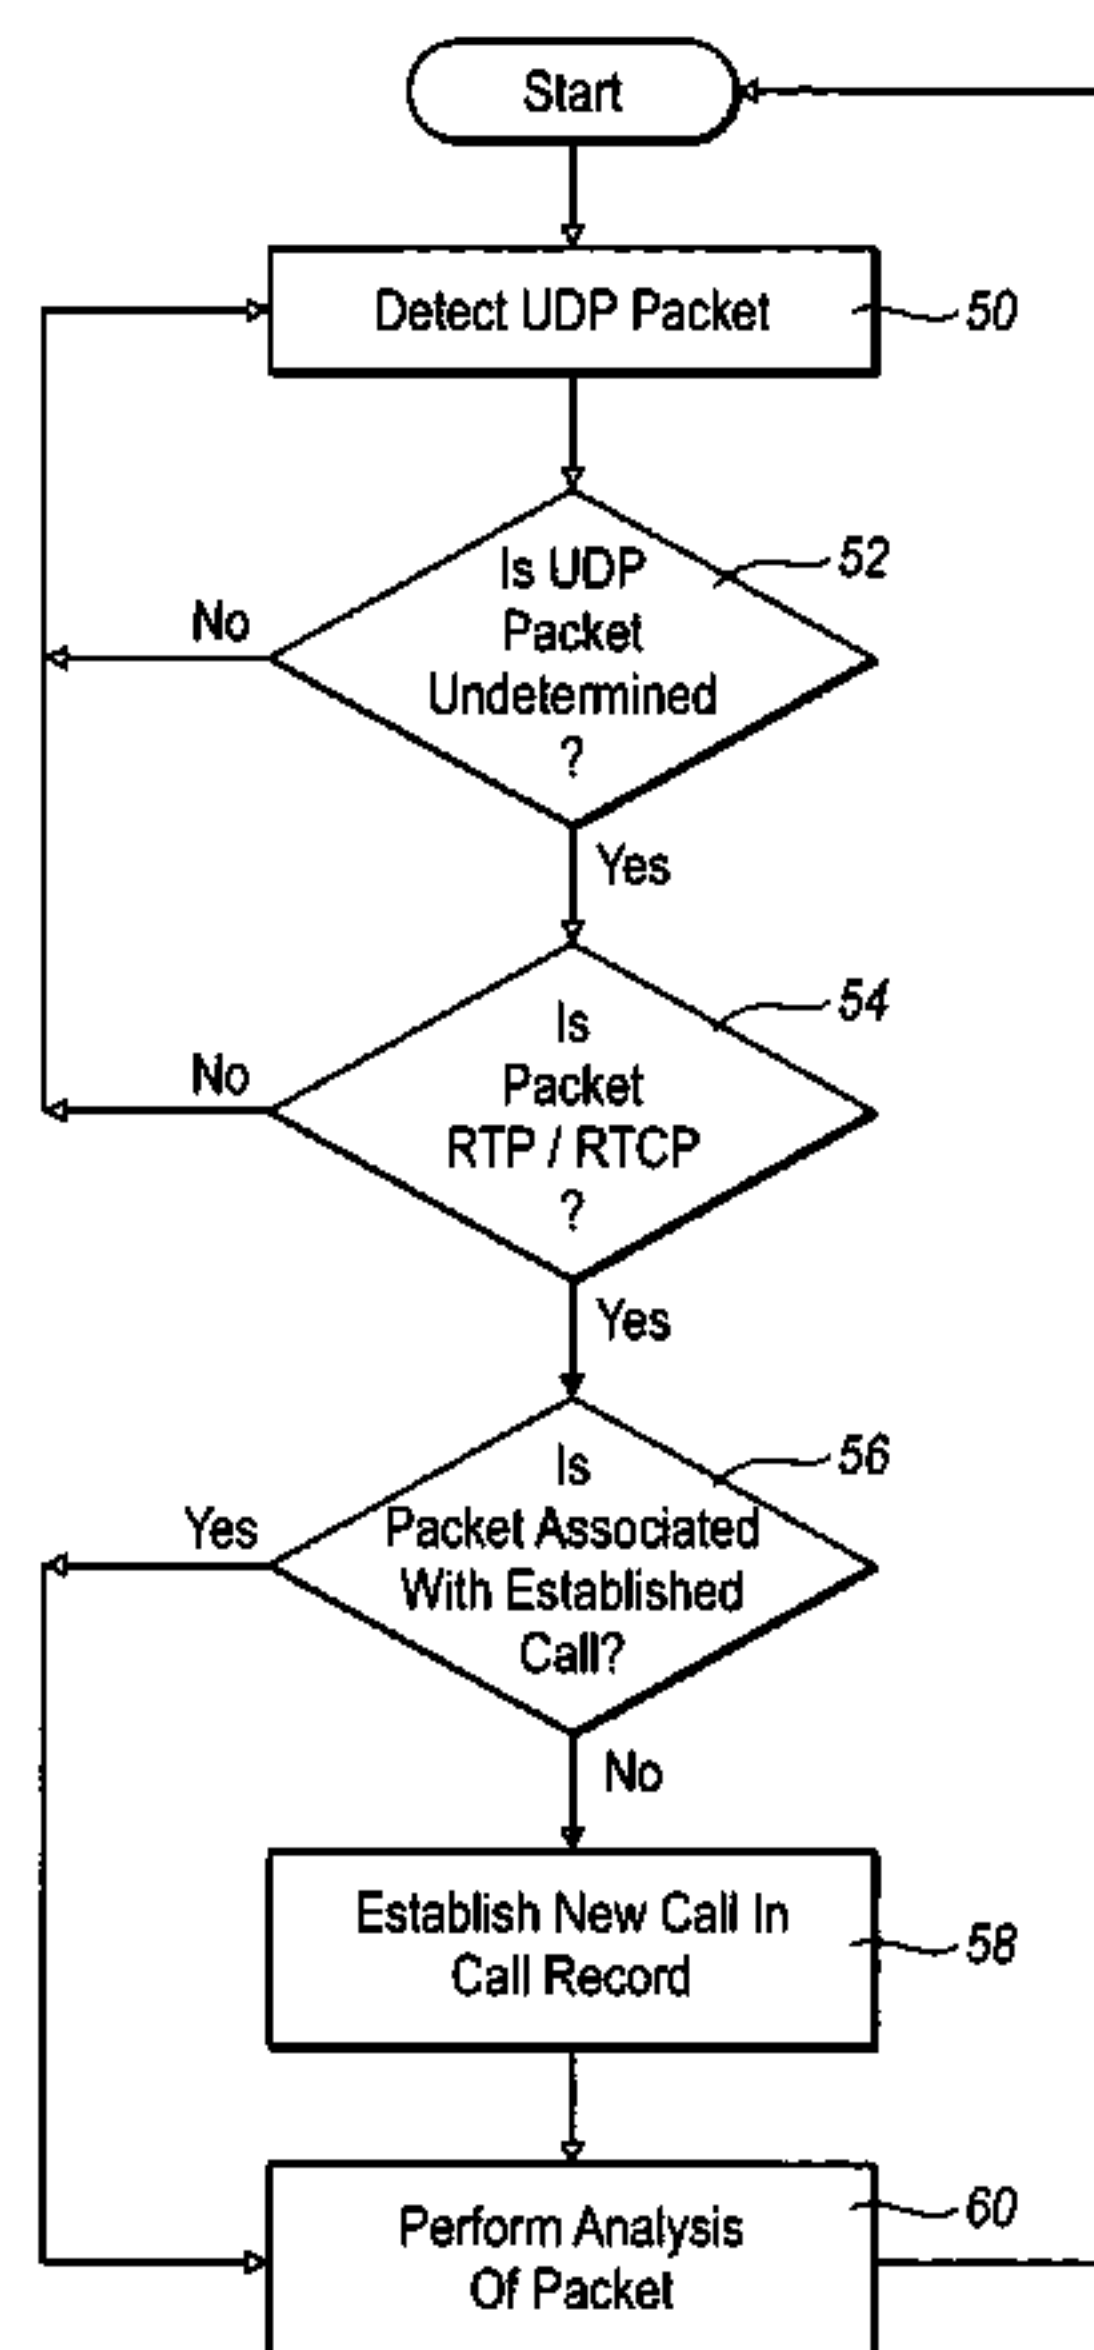 Start
Detect UDP Packet
50
Is UDP
Packet
Undetermined
?
52
No
Yes
Is
Packet
RTP / RTCP
?
54
No
Yes
Is
Packet Associated
With Established
Call?
56
Yes
No
Establish New Call In
Call Record
58
Perform Analysis
Of Packet
60